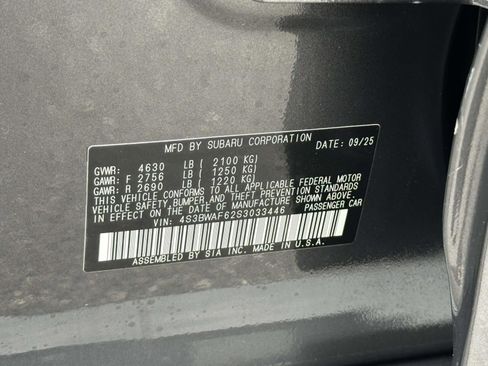 MFD BY SUBARU CORPORATION DATE: 09/25
GVWR: 4630 LB ( 2100 KG)
GAWR: F 2756 LB ( 1250 KG)
GAWR: R 2690 LB ( 1220 KG)
THIS VEHICLE CONFORMS TO ALL APPLICABLE FEDERAL MOTOR
VEHICLE SAFETY, BUMPER, AND THEFT PREVENTION STANDARDS
IN EFFECT ON THE DATE OF MANUFACTURE SHOWN ABOVE.
VIN: 4S3BWAF62S3033446 PASSENGER CAR
ASSEMBLED BY SIA INC. MADE IN U.S.A.